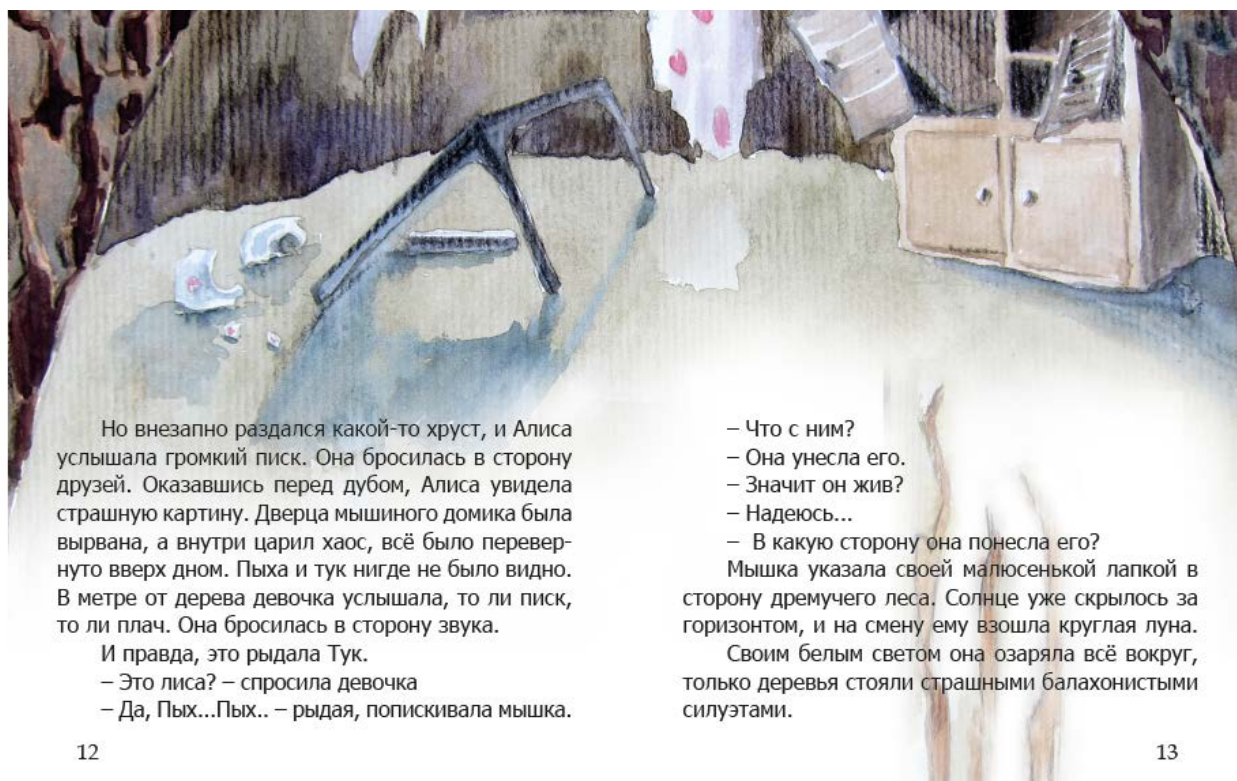 Но внезапно раздался какой-то хруст, и Алиса
услышала громкий писк. Она бросилась в сторону
друзей. Оказавшись перед дубом, Алиса увидела
страшную картину. Дверца мышиного домика была
вырвана, а внутри царил хаос, всё было перевер-
нуто вверх дном. Пыха и тук нигде не было видно.
В метре от дерева девочка услышала, то ли писк,
то ли плач. Она бросилась в сторону звука.
И правда, это рыдала Тук.
– Это лиса? – спросила девочка
– Да, Пых...Пых.. – рыдая, попискивала мышка.
12
– Что с ним?
– Она унесла его.
– Значит он жив?
– Надеюсь...
– В какую сторону она понесла его?
Мышка указала своей малюсенькой лапкой в
сторону дремучего леса. Солнце уже скрылось за
горизонтом, и на смену ему взошла круглая луна.
Своим белым светом она озаряла всё вокруг,
только деревья стояли страшными балахонистыми
силуэтами.
13